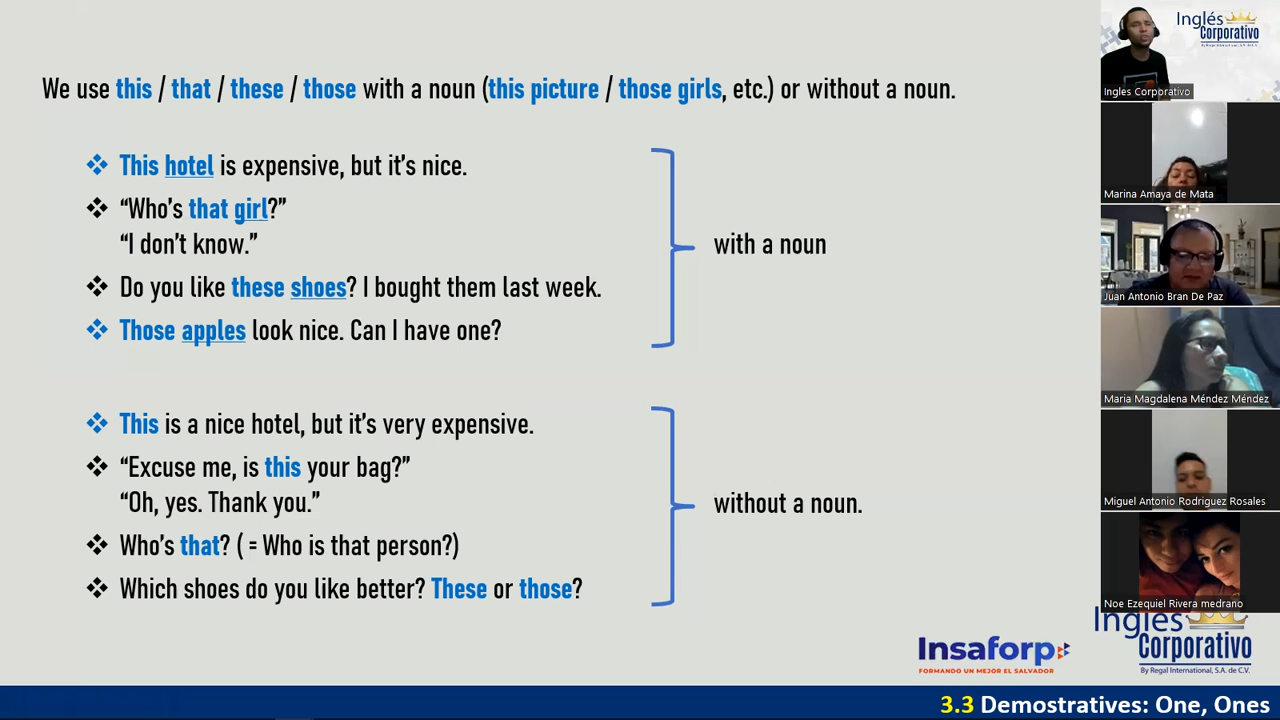 We use this / that / these / those with a noun (this picture / those girls, etc.) or without a noun.
❖ This hotel is expensive, but it’s nice.
❖ “Who’s that girl?”
“I don’t know.”
❖ Do you like these shoes? I bought them last week.
❖ Those apples look nice. Can I have one?
with a noun
❖ This is a nice hotel, but it’s very expensive.
❖ “Excuse me, is this your bag?”
“Oh, yes. Thank you.”
❖ Who’s that? ( = Who is that person?)
❖ Which shoes do you like better? These or those?
without a noun.
Insaforp
FORMANDO UN MEJOR EL SALVADOR
Inglés
Corporativo
By Regal International, S.A. de C.V.
3.3 Demostratives: One, Ones
Inglés
Corporativo
Ingles Corporativo
Marina Amaya de Mata
Juan Antonio Bran De Paz
Maria Magdalena Méndez Méndez
Miguel Antonio Rodriguez Rosales
Noe Ezequiel Rivera medrano